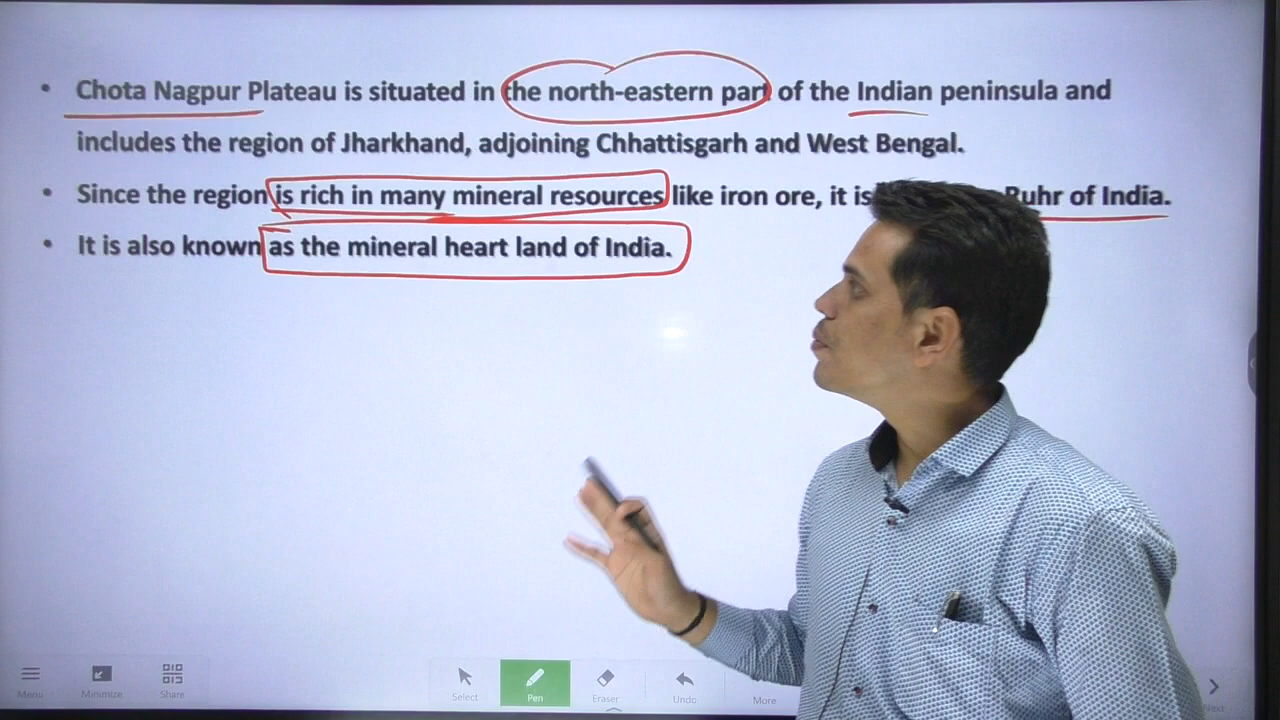 • Chota Nagpur Plateau is situated in the north-eastern part of the Indian peninsula and
includes the region of Jharkhand, adjoining Chhattisgarh and West Bengal.
• Since the region is rich in many mineral resources like iron ore, it is Ruhr of India.
• It is also known as the mineral heart land of India.
Menu Minimize Share Select Pen Eraser Undo More Next